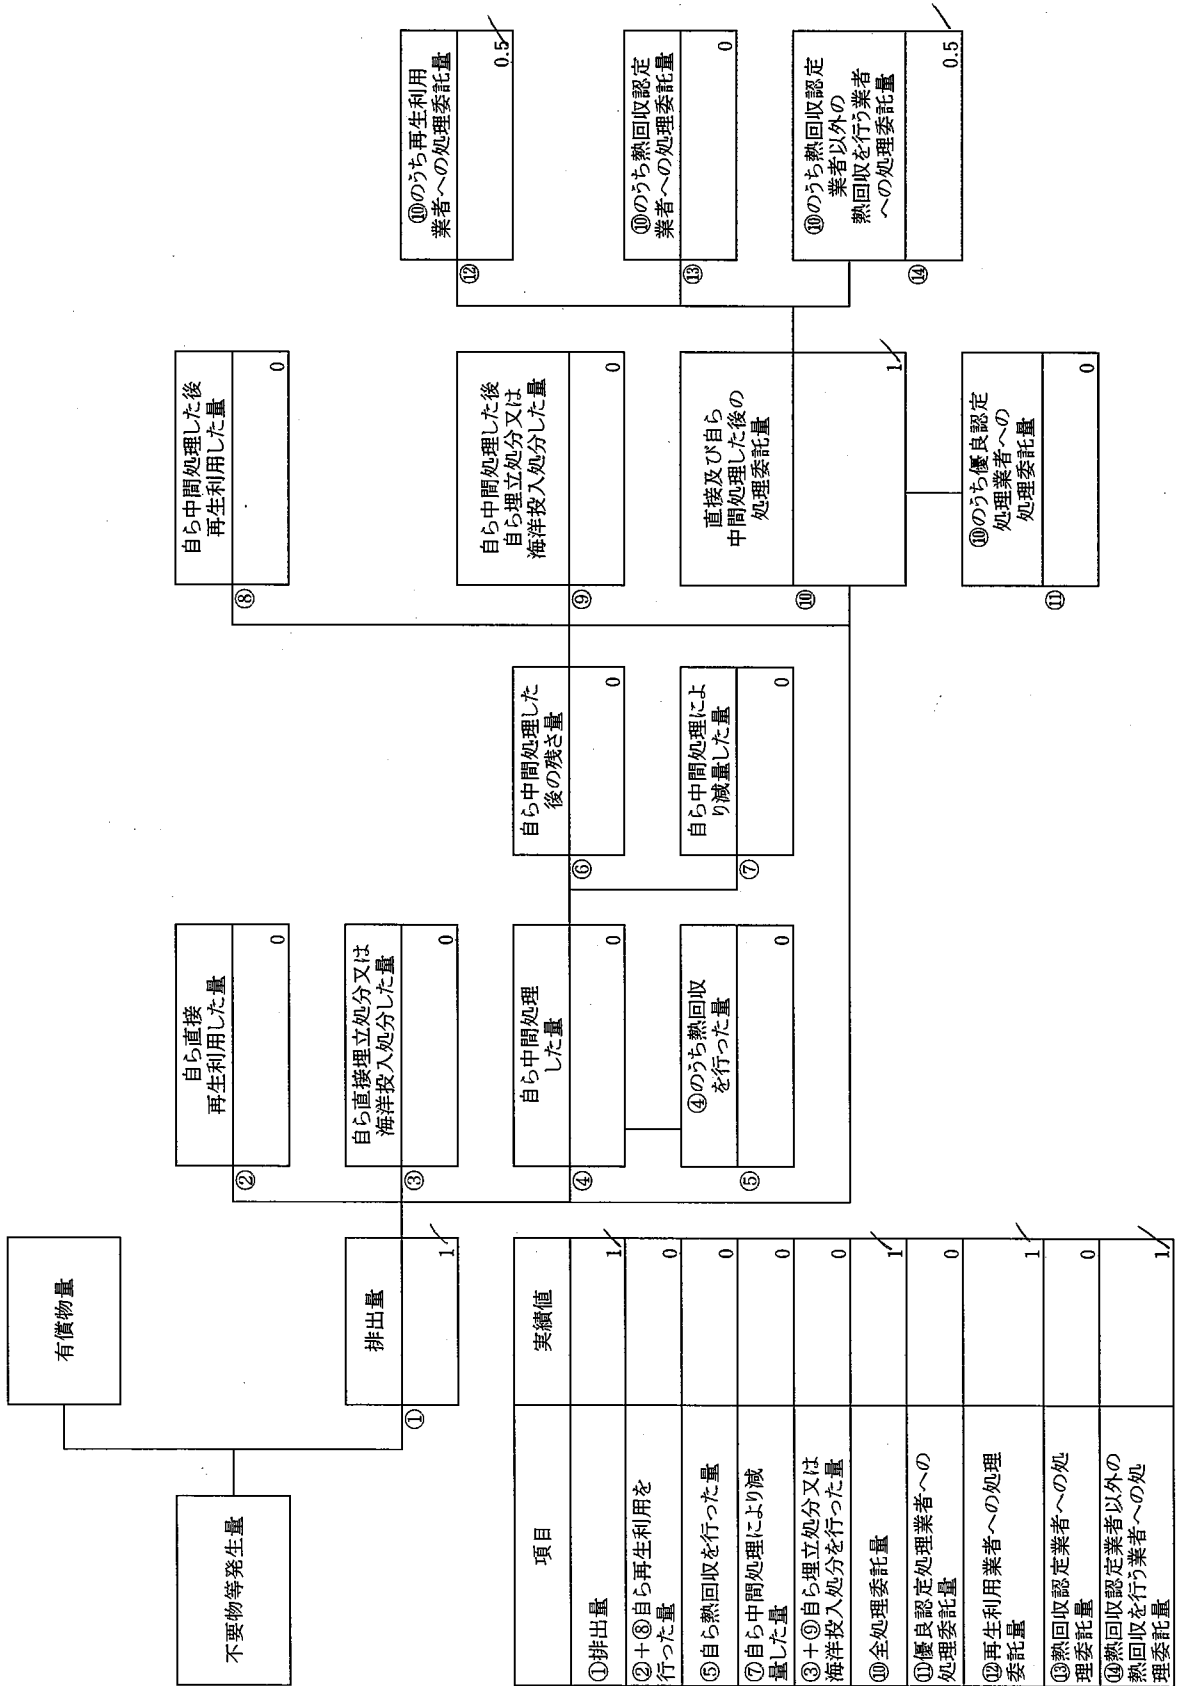 不要物等発生量
有償物量
①
排出量
1
②
自ら直接
再生利用した量
0
③
自ら直接埋立処分又は
海洋投入処分した量
0
④
自ら中間処理
した量
0
⑤
④のうち熱回収
を行った量
0
⑥
自ら中間処理した
後の残さ量
0
⑦
自ら中間処理によ
り減量した量
0
⑧
自ら中間処理した後
再生利用した量
0
⑨
自ら中間処理した後
自ら埋立処分又は
海洋投入処分した量
0
⑩
直接及び自ら
中間処理した後の
処理委託量
1
⑪
⑩のうち優良認定
処理業者への
処理委託量
0
⑫
⑩のうち再生利用
業者への処理委託量
0.5
⑬
⑩のうち熱回収認定
業者への処理委託量
0
⑭
⑩のうち熱回収認定
業者以外の
熱回収を行う業者
への処理委託量
0.5
項目 実績値
①排出量 1
②＋⑧自ら再生利用を
行った量 0
⑤自ら熱回収を行った量 0
⑦自ら中間処理により減
量した量 0
③＋⑨自ら埋立処分又は
海洋投入処分を行った量 0
⑩全処理委託量 1
⑪優良認定処理業者への
処理委託量 0
⑫再生利用業者への処理
委託量 1
⑬熱回収認定業者への処
理委託量 0
⑭熱回収認定業者以外の
熱回収を行う業者への処
理委託量 1